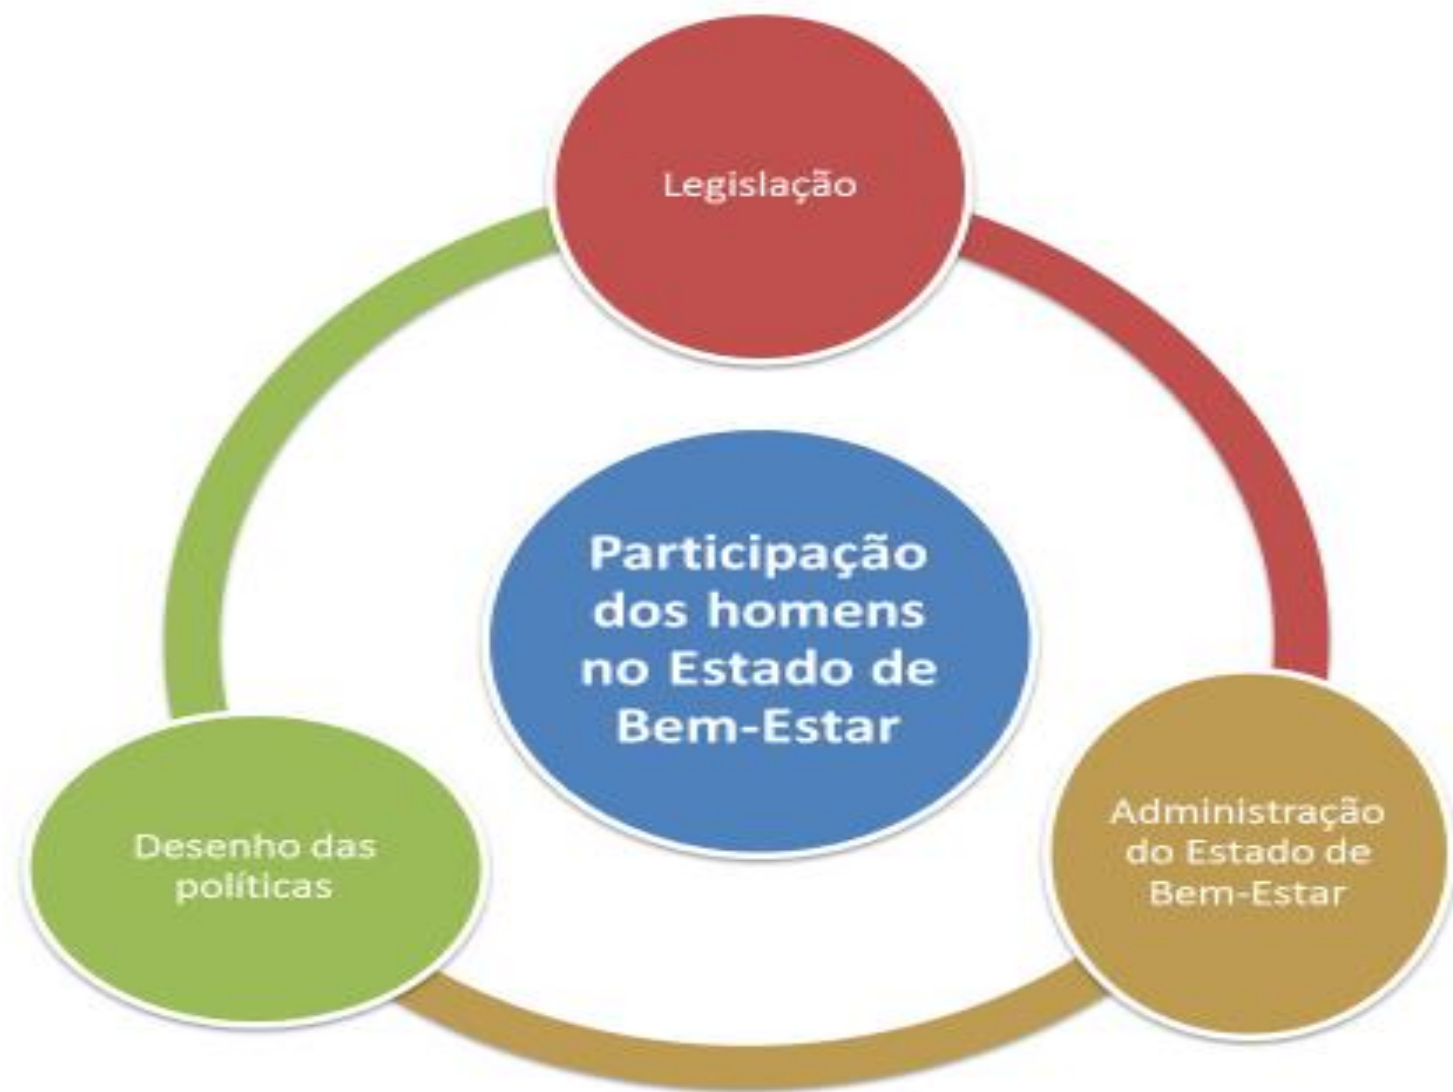 Legislação
Participação
dos homens
no Estado de
Bem-Estar
Administração
do Estado de
Bem-Estar
Desenho das
políticas